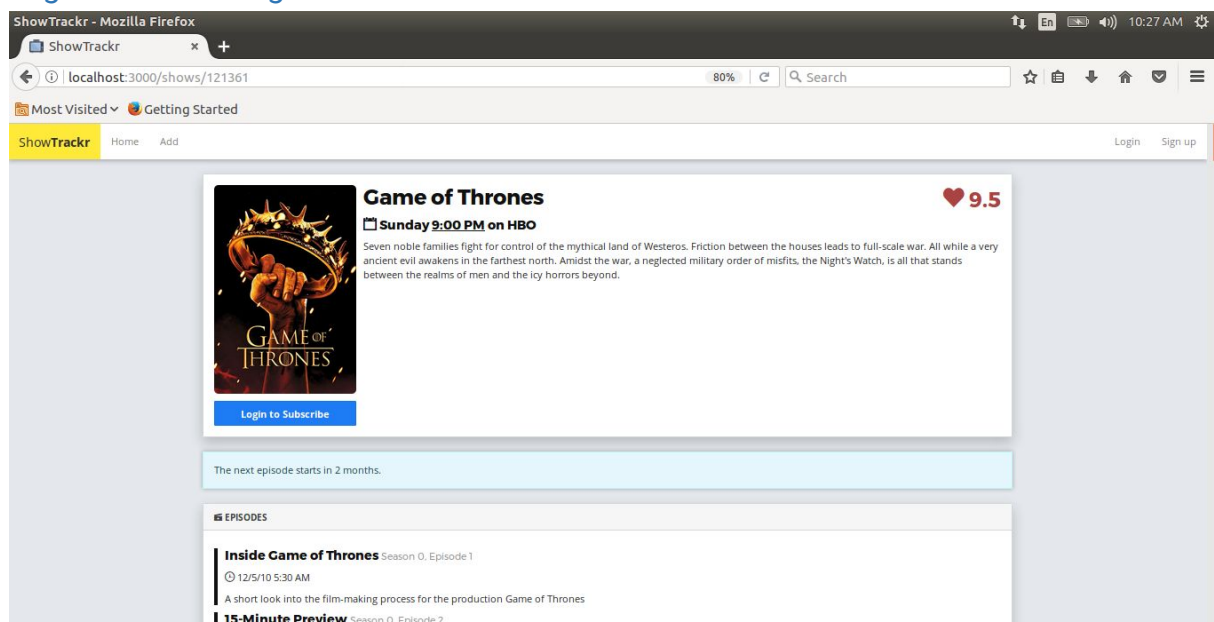 ShowTrackr - Mozilla Firefox
En
10:27 AM
ShowTrackr
localhost:3000/shows/121361
80%
Search
Most Visited
Getting Started
ShowTrackr
Home
Add
Login
Sign up
Game of Thrones
9.5
Sunday 9:00 PM on HBO
Seven noble families fight for control of the mythical land of Westeros. Friction between the houses leads to full-scale war. All while a very
ancient evil awakens in the farthest north. Amidst the war, a neglected military order of misfits, the Night's Watch, is all that stands
between the realms of men and the icy horrors beyond.
GAME OF
THRONES
Login to Subscribe
The next episode starts in 2 months.
EPISODES
Inside Game of Thrones Season 0, Episode 1
12/5/10 5:30 AM
A short look into the film-making process for the production Game of Thrones
15-Minute Preview Season 0, Episode 2